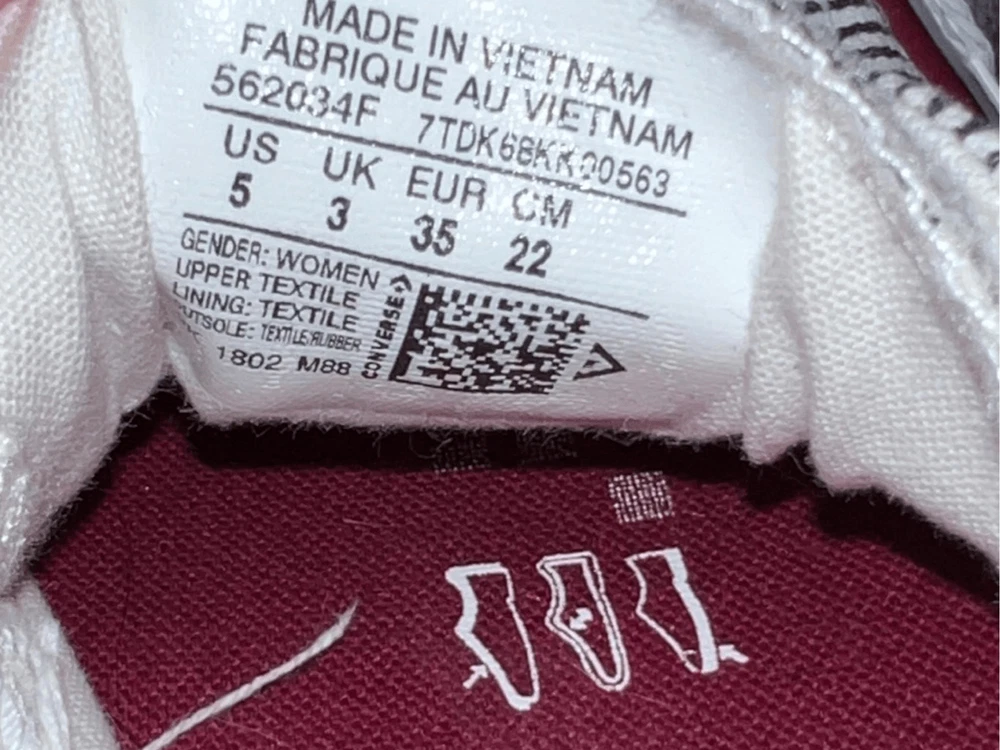 MADE IN VIETNAM
FABRIQUE AU VIETNAM
562034F 7TDK68KK00563
US UK EUR CM
5 3 35 22
GENDER: WOMEN
UPPER TEXTILE
LINING: TEXTILE
UTSOLE: TEXTILE/RUBBER
1802 M88
CONVERSE